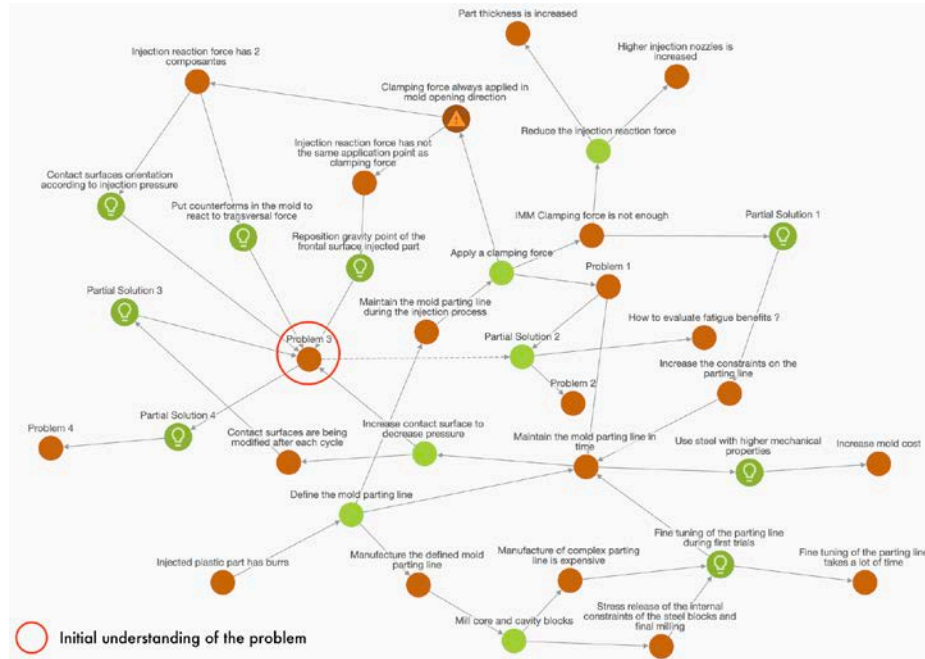 Part thickness is increased
Injection reaction force has 2
composantes
Higher injection nozzles is
increased
Clamping force always applied in
mold opening direction
Reduce the injection reaction force
Injection reaction force has not
the same application point as
clamping force
Contact surfaces orientation
according to injection pressure
Put counterforms in the mold to
react to transversal force
IMM Clamping force is not enough
Partial Solution 1
Reposition gravity point of the
frontal surface injected part
Apply a clamping force
Problem 1
Partial Solution 3
Maintain the mold parting line
during the injection process
How to evaluate fatigue benefits ?
Problem 3
Partial Solution 2
Increase the constraints on the
parting line
Problem 2
Partial Solution 4
Problem 4
Contact surfaces are being
modified after each cycle
Increase contact surface to
decrease pressure
Maintain the mold parting line in
time
Use steel with higher mechanical
properties
Increase mold cost
Define the mold parting line
Fine tuning of the parting line
during first trials
Injected plastic part has burrs
Manufacture the defined mold
parting line
Manufacture of complex parting
line is expensive
Fine tuning of the parting line
takes a lot of time
Mill core and cavity blocks
Stress release of the internal
constraints of the steel blocks and
final milling
Initial understanding of the problem